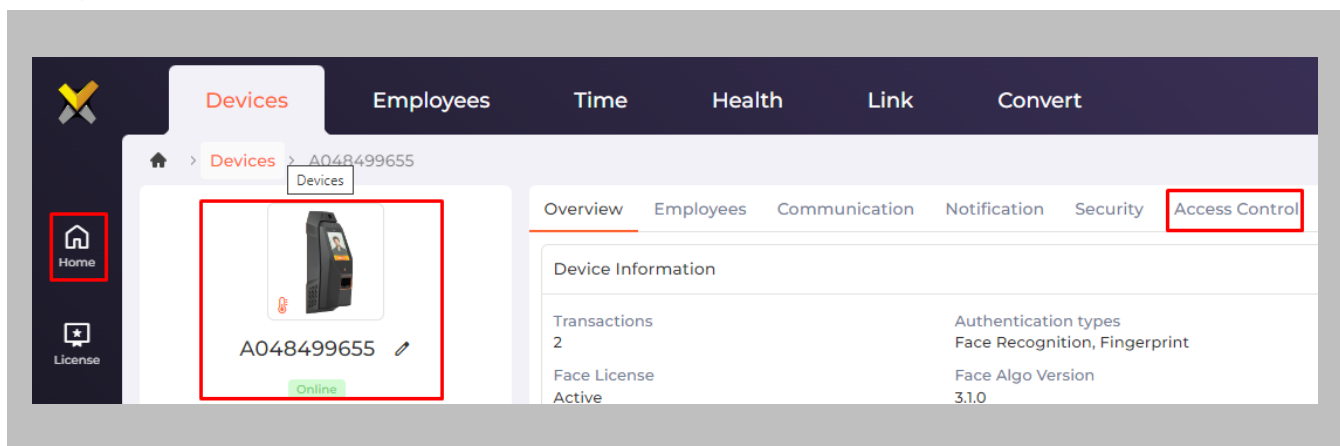 Devices Employees Time Health Link Convert
> Devices > A048499655
Devices
Home
License
A048499655
Online
Overview Employees Communication Notification Security Access Control
Device Information
Transactions
2
Authentication types
Face Recognition, Fingerprint
Face License
Active
Face Algo Version
3.1.0